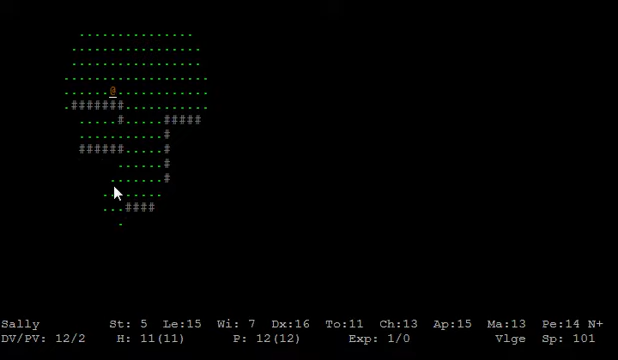 Sally St: 5 Le:15 Wi: 7 Dx:16 To:11 Ch:13 Ap:15 Ma:13 Pe:14 N+
DV/PV: 12/2 H: 11(11) P: 12(12) Exp: 1/0 Vlge Sp: 101